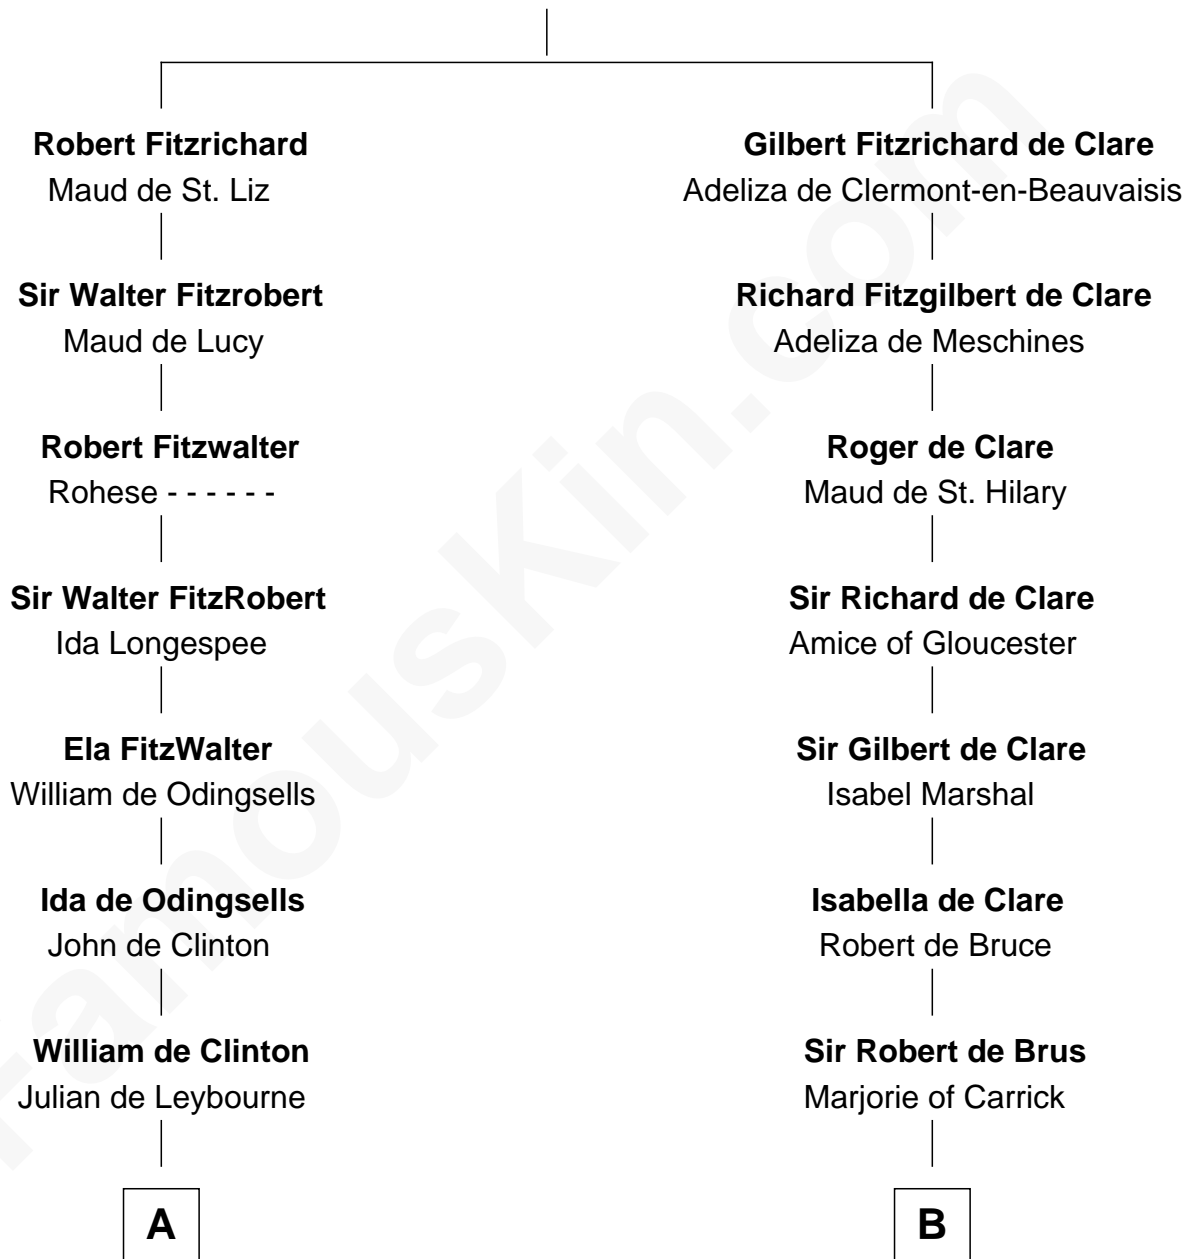 Robert Fitzrichard
Maud de St. Liz
Sir Walter Fitzrobert
Maud de Lucy
Robert Fitzwalter
Rohese - - - - - -
Sir Walter FitzRobert
Ida Longespee
Ela FitzWalter
William de Odingsells
Ida de Odingsells
John de Clinton
William de Clinton
Julian de Leybourne
A
Gilbert Fitzrichard de Clare
Adeliza de Clermont-en-Beauvaisis
Richard Fitzgilbert de Clare
Adeliza de Meschines
Roger de Clare
Maud de St. Hilary
Sir Richard de Clare
Amice of Gloucester
Sir Gilbert de Clare
Isabel Marshal
Isabella de Clare
Robert de Bruce
Sir Robert de Brus
Marjorie of Carrick
B
FamousKin.com